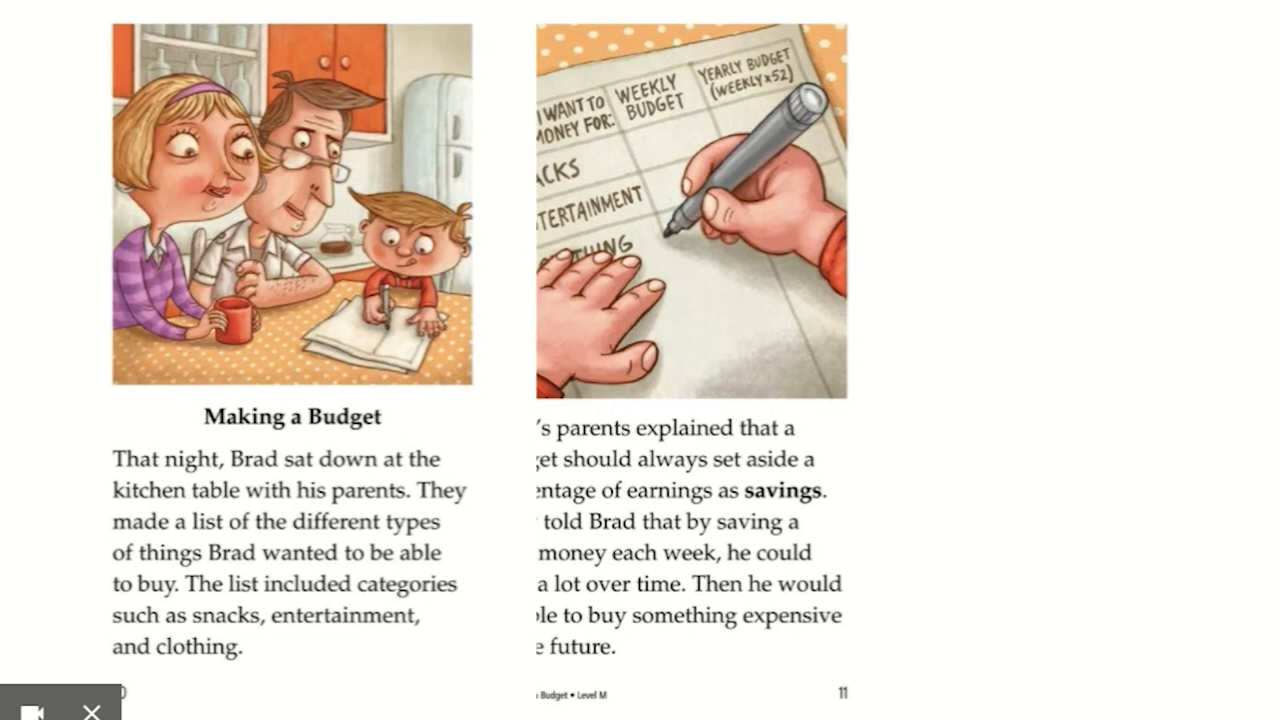 Making a Budget
That night, Brad sat down at the
kitchen table with his parents. They
made a list of the different types
of things Brad wanted to be able
to buy. The list included categories
such as snacks, entertainment,
and clothing.
I WANT TO
MONEY FOR:
WEEKLY
BUDGET
YEARLY BUDGET
(WEEKLY x 52)
ACKS
TERTAINMENT
THING
's parents explained that a
get should always set aside a
entage of earnings as savings.
told Brad that by saving a
money each week, he could
a lot over time. Then he would
ble to buy something expensive
e future.
Budget • Level M
11